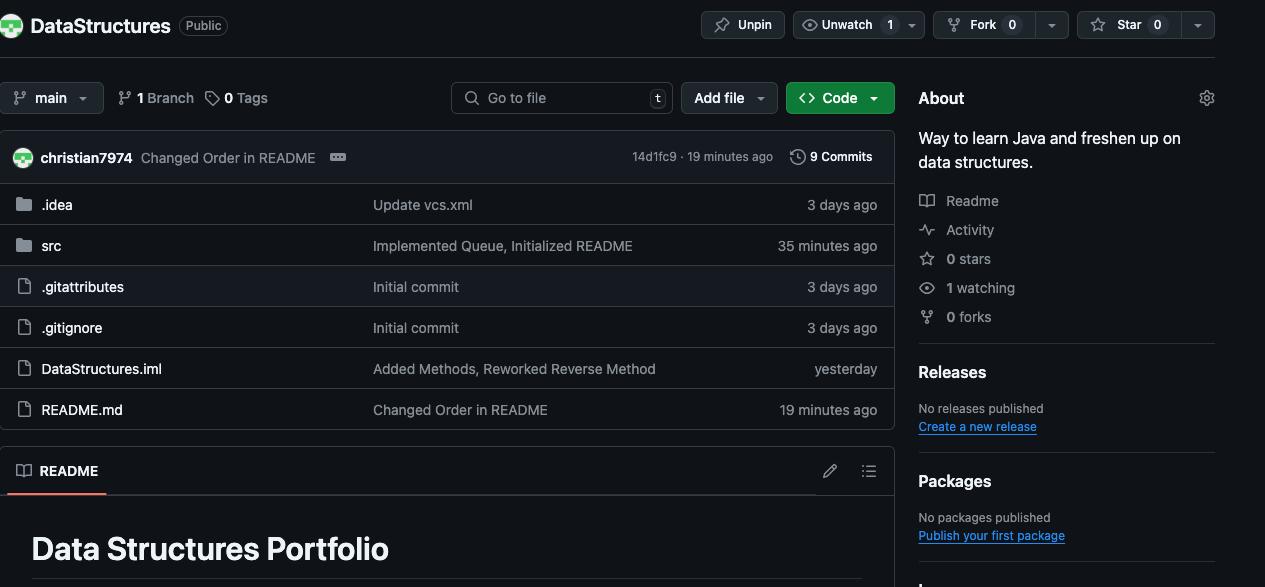 DataStructures Public Unpin Unwatch 1 Fork 0 Star 0
main 1 Branch 0 Tags Go to file t Add file Code
christian7974 Changed Order in README 14d1fc9 · 19 minutes ago 9 Commits
.idea Update vcs.xml 3 days ago
src Implemented Queue, Initialized README 35 minutes ago
.gitattributes Initial commit 3 days ago
.gitignore Initial commit 3 days ago
DataStructures.iml Added Methods, Reworked Reverse Method yesterday
README.md Changed Order in README 19 minutes ago
README
Data Structures Portfolio
About
Way to learn Java and freshen up on
data structures.
Readme
Activity
0 stars
1 watching
0 forks
Releases
No releases published
Create a new release
Packages
No packages published
Publish your first package